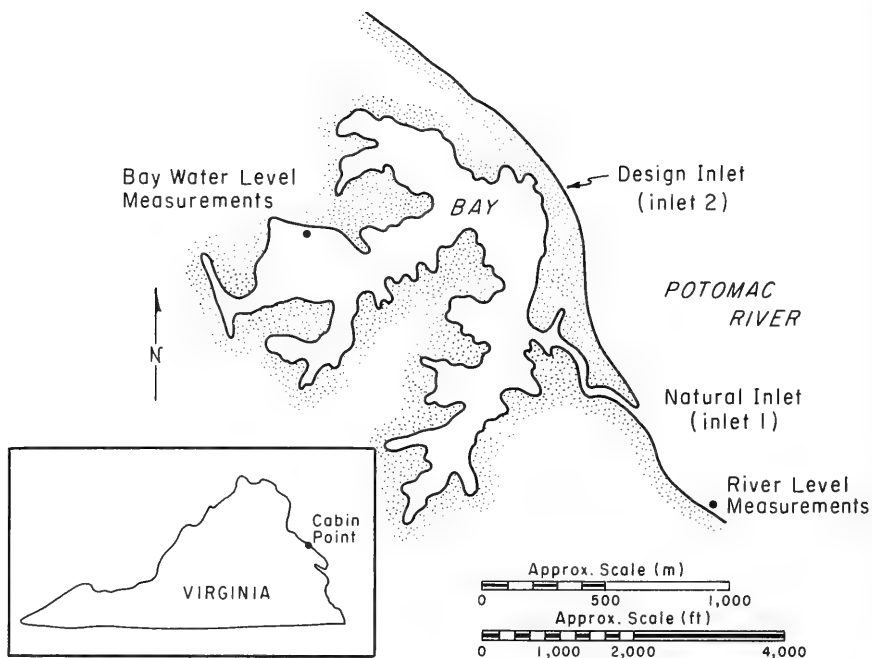 Bay Water Level
Measurements
BAY
Design Inlet
(inlet 2)
POTOMAC
RIVER
N
Natural Inlet
(inlet 1)
River Level
Measurements
Cabin
Point
VIRGINIA
Approx. Scale (m)
0 500 1,000
Approx. Scale (ft)
0 1,000 2,000 4,000